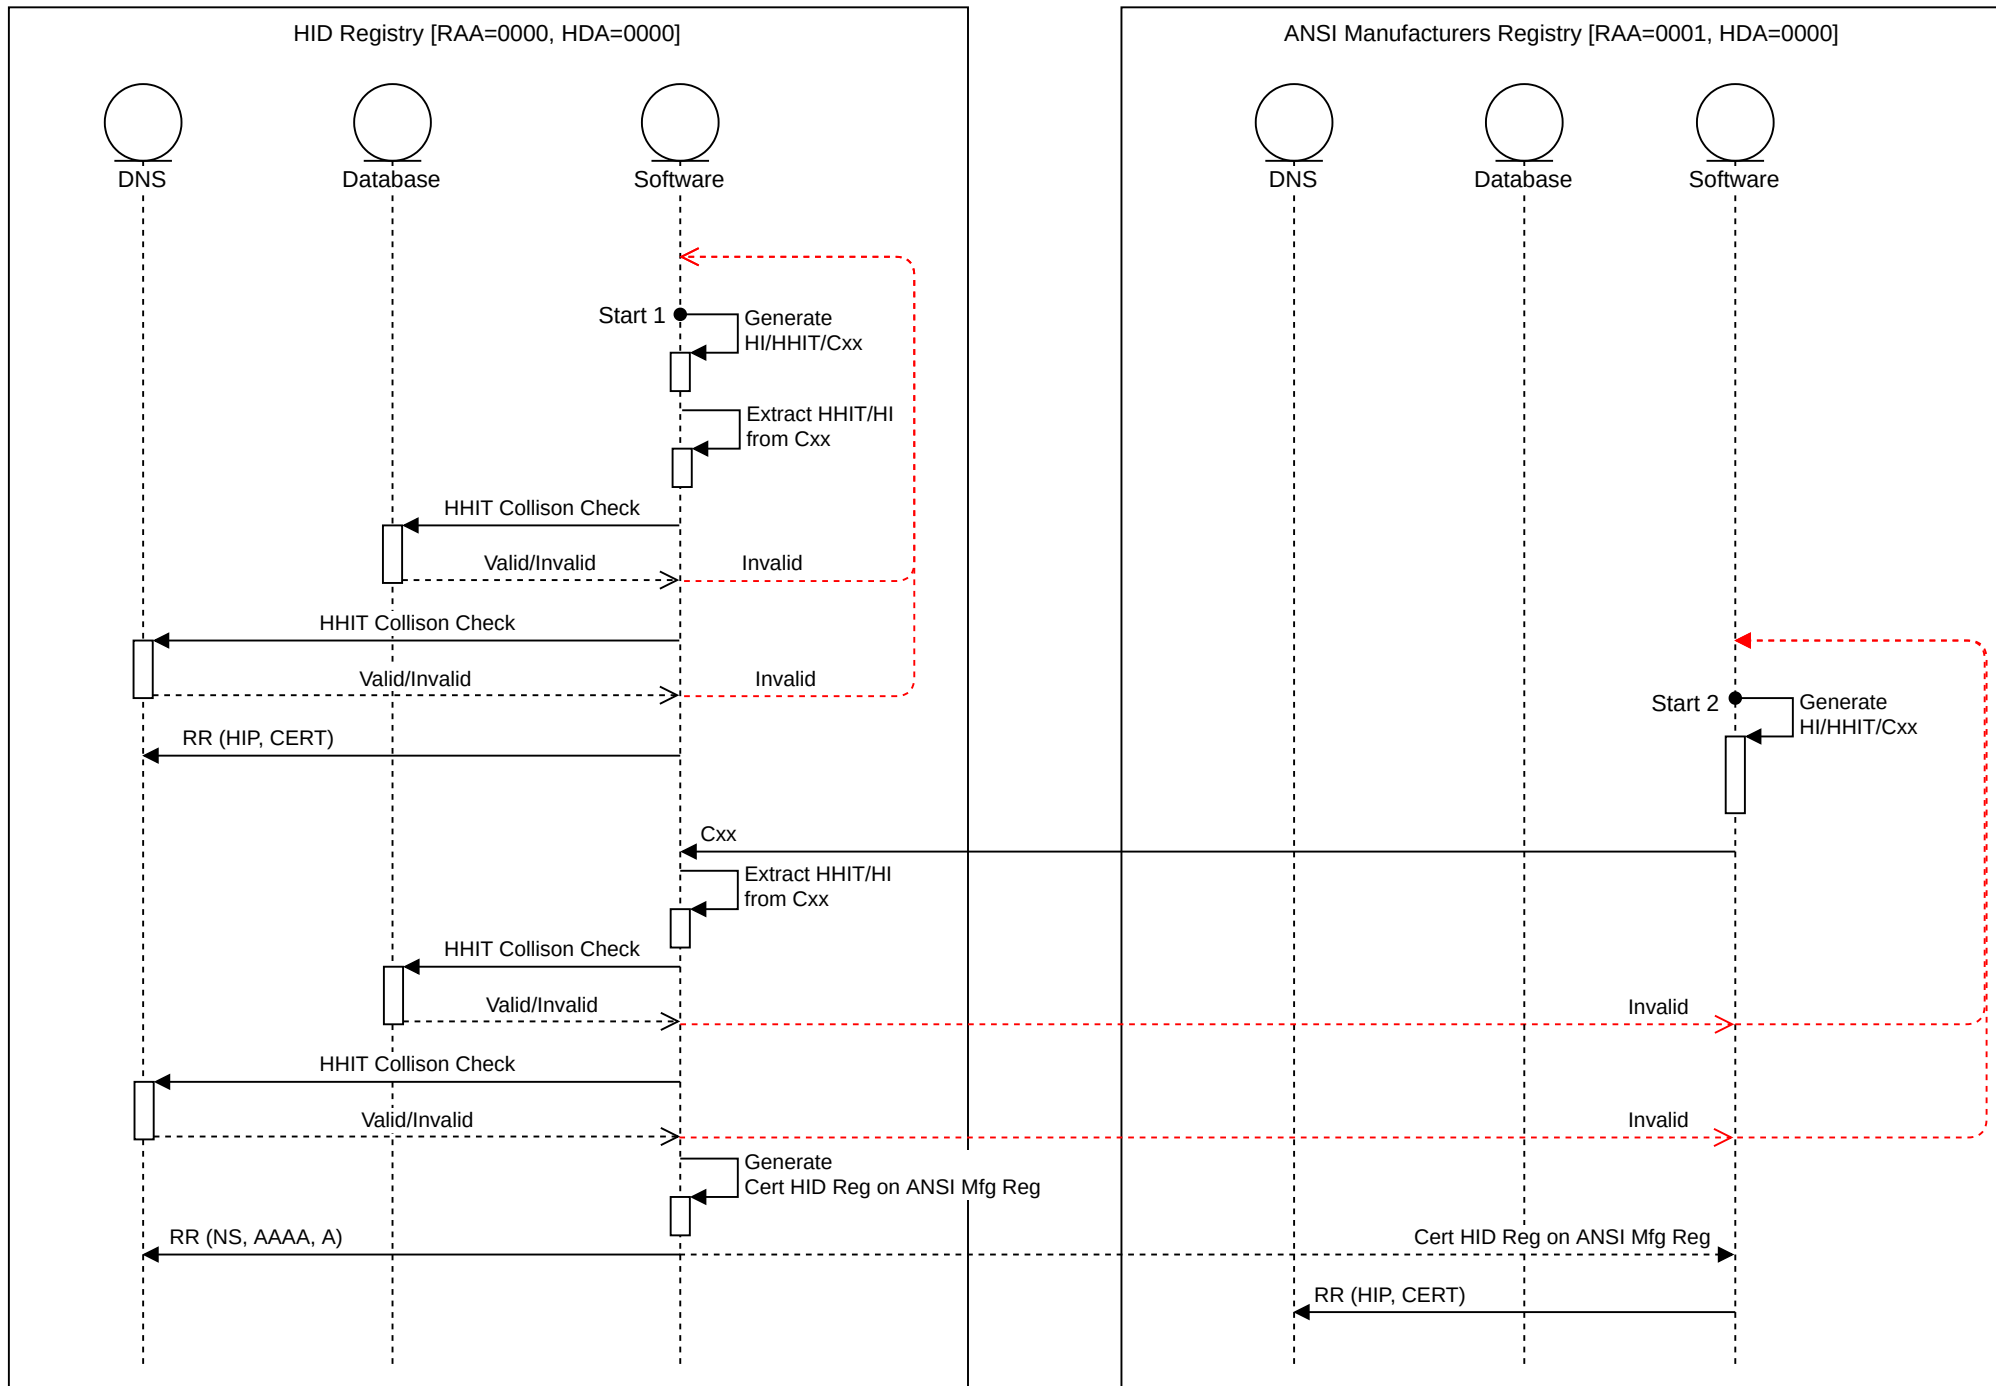 HID Registry [RAA=0000, HDA=0000]
ANSI Manufacturers Registry [RAA=0001, HDA=0000]
DNS
Database
Software
DNS
Database
Software
Start 1
Generate
HI/HHIT/Cxx
Extract HHIT/HI
from Cxx
HHIT Collison Check
Valid/Invalid
Invalid
HHIT Collison Check
Valid/Invalid
Invalid
Start 2
Generate
HI/HHIT/Cxx
RR (HIP, CERT)
Cxx
Extract HHIT/HI
from Cxx
HHIT Collison Check
Valid/Invalid
Invalid
HHIT Collison Check
Valid/Invalid
Invalid
Generate
Cert HID Reg on ANSI Mfg Reg
RR (NS, AAAA, A)
Cert HID Reg on ANSI Mfg Reg
RR (HIP, CERT)